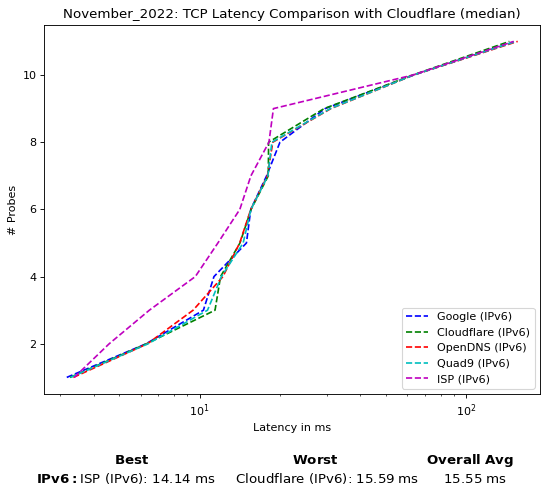 November_2022: TCP Latency Comparison with Cloudflare (median)
# Probes
10
8
6
4
2
Google (IPv6)
Cloudflare (IPv6)
OpenDNS (IPv6)
Quad9 (IPv6)
ISP (IPv6)
10¹ 10²
Latency in ms
Best Worst Overall Avg
IPv6: ISP (IPv6): 14.14 ms Cloudflare (IPv6): 15.59 ms 15.55 ms